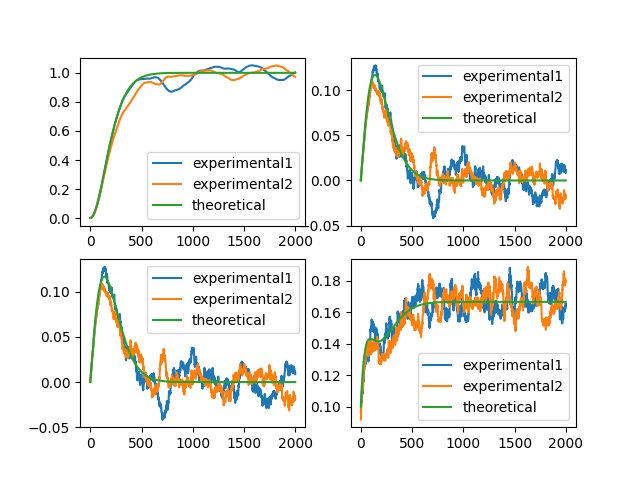 1.0
0.8
0.6
0.4
0.2
0.0
experimental1
experimental2
theoretical
0 500 1000 1500 2000
0.10
0.05
0.00
−0.05
experimental1
experimental2
theoretical
0 500 1000 1500 2000
0.10
0.05
0.00
−0.05
experimental1
experimental2
theoretical
0 500 1000 1500 2000
0.18
0.16
0.14
0.12
0.10
experimental1
experimental2
theoretical
0 500 1000 1500 2000